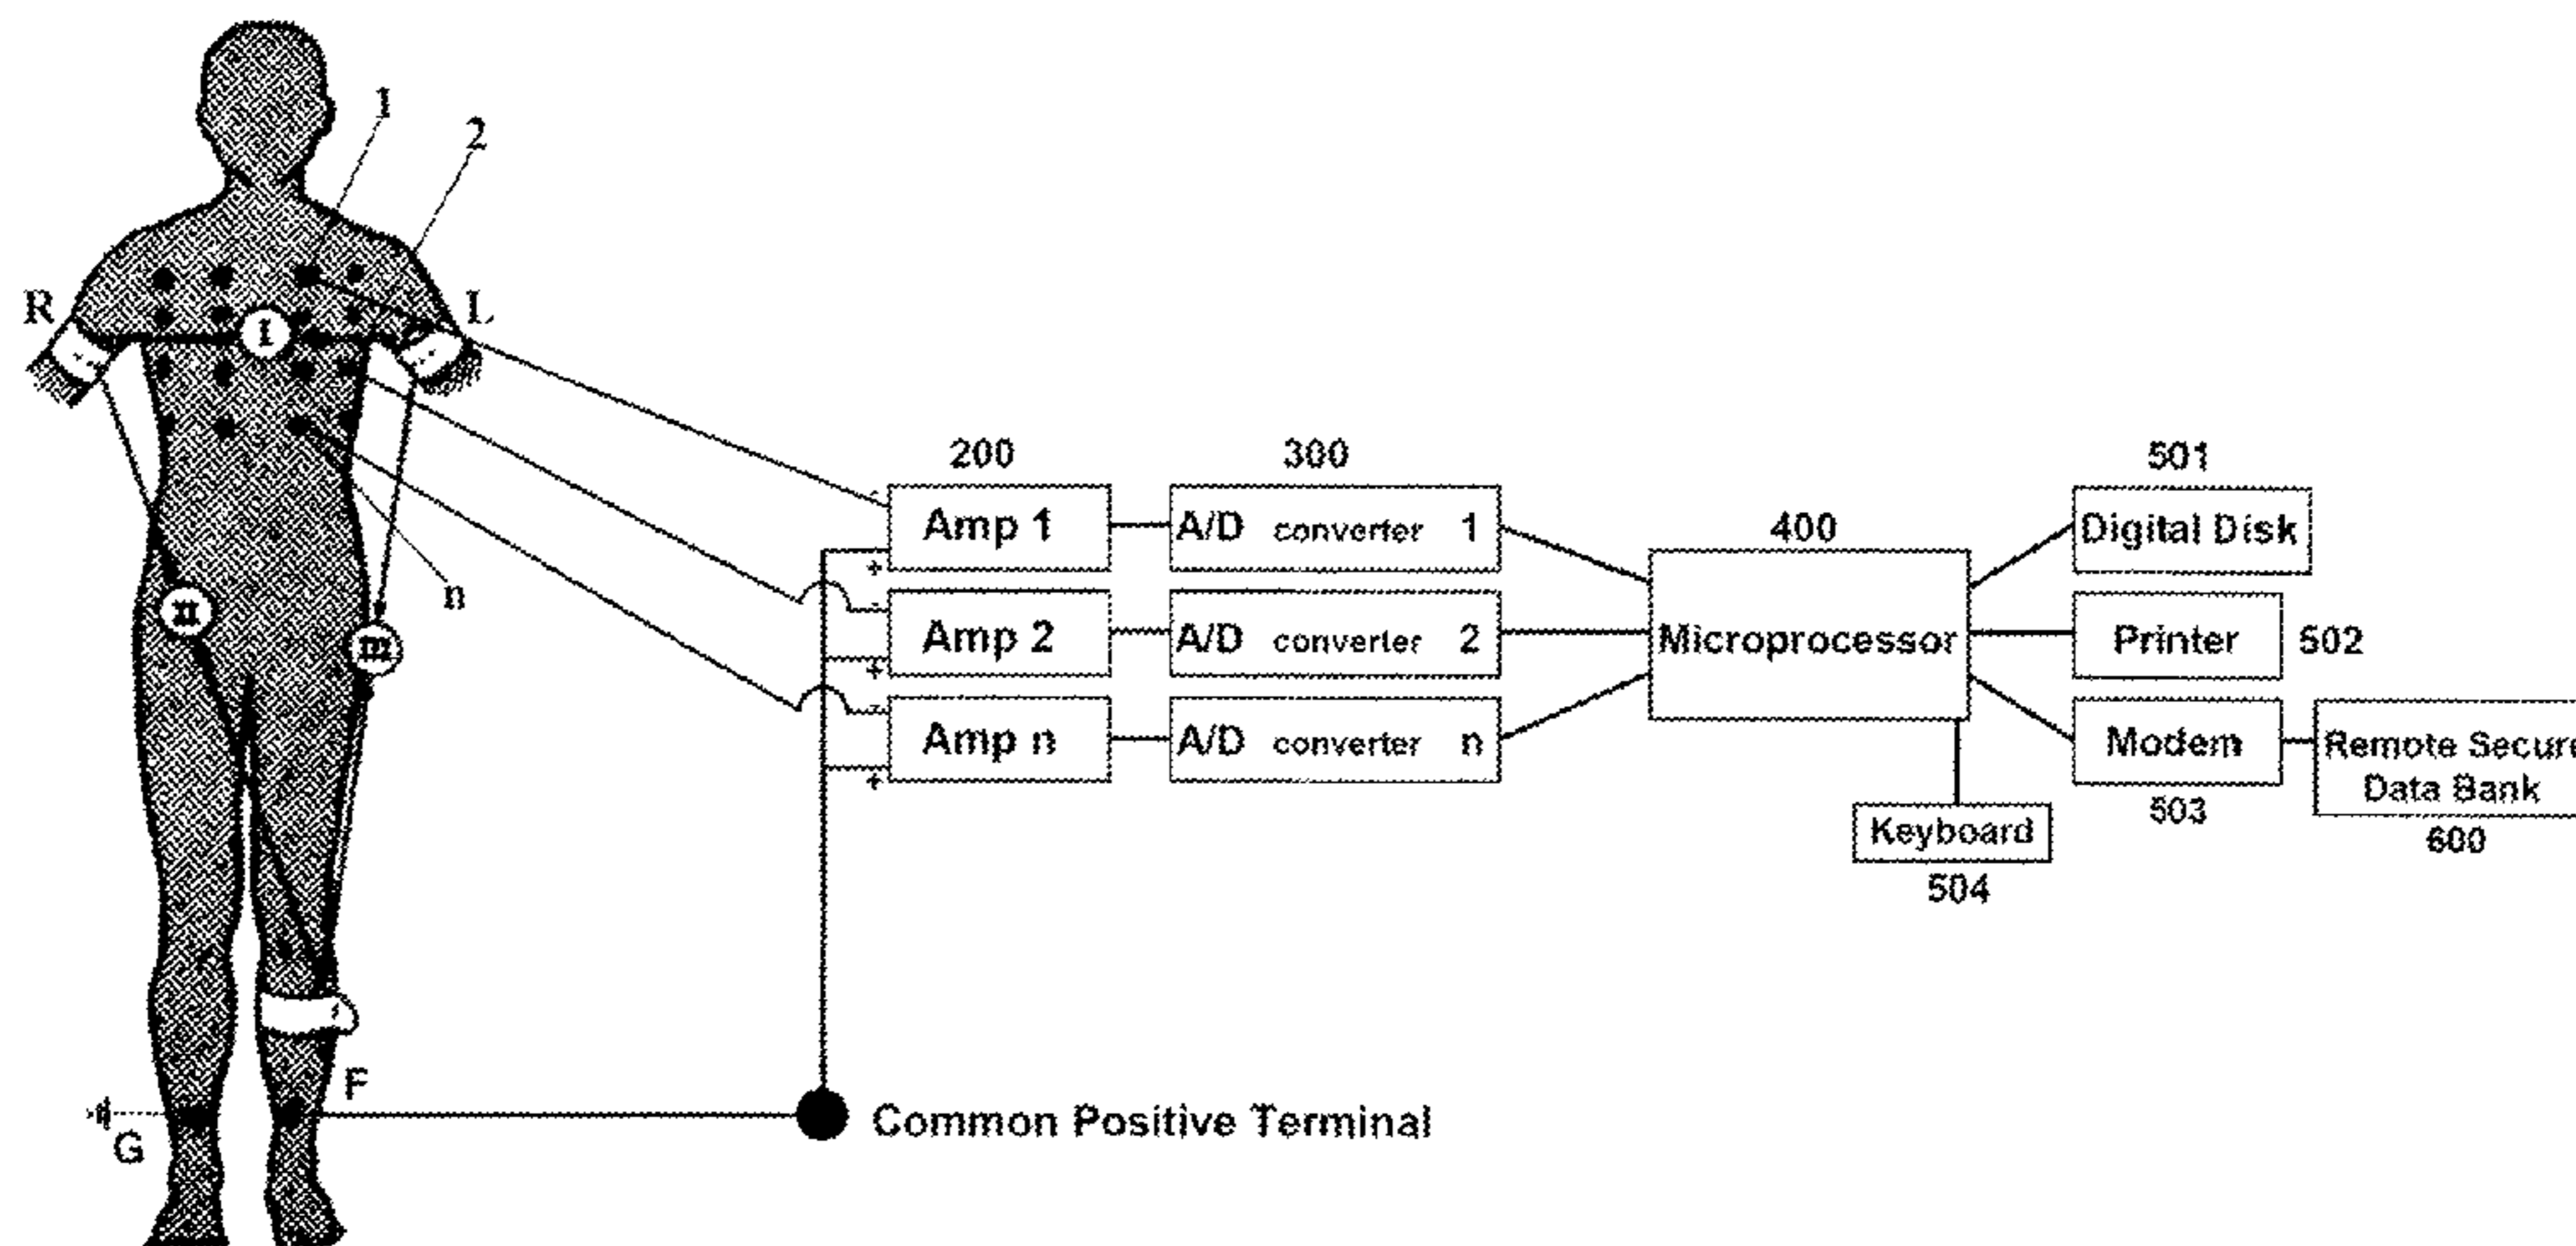 1
2
R
L
I
II
III
n
F
G
200
300
400
501
Amp 1
A/D converter 1
Digital Disk
Amp 2
A/D converter 2
Microprocessor
Printer
502
Amp n
A/D converter n
Modem
503
Remote Secure
Data Bank
600
Keyboard
504
- +
- +
- +
Common Positive Terminal